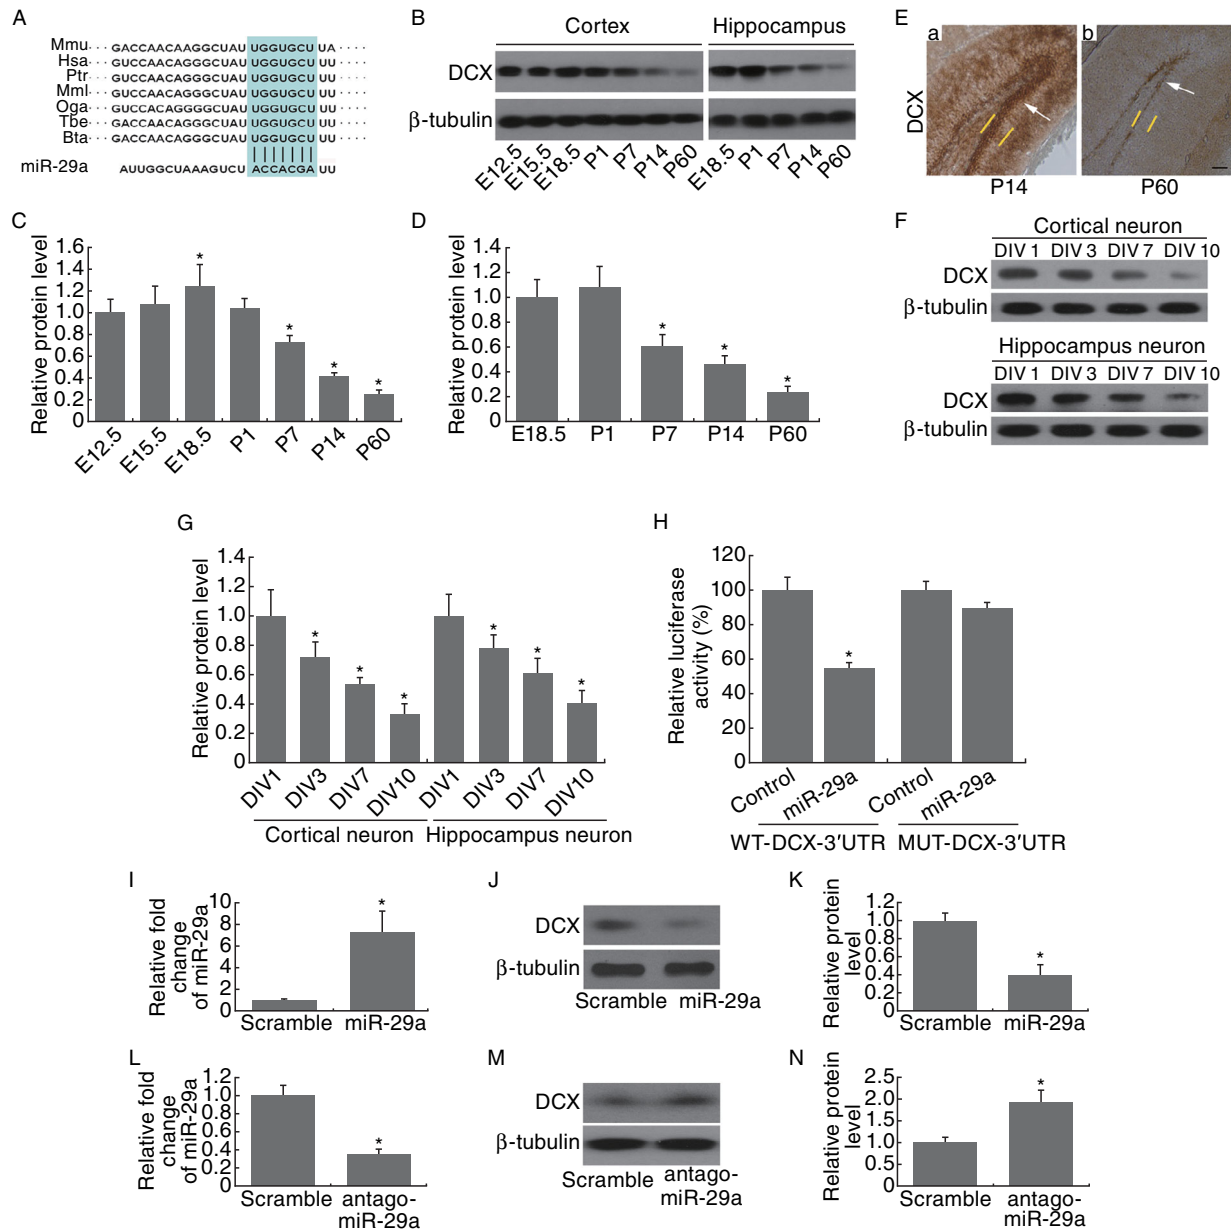 A
Mmu ···· GACCAACAAGGCUAU UGGUGCU UUA ····
Hsa ···· GUCCAACAGGGCUAU UGGUGCU UUU ····
Ptr ···· GUCCAACAGGGCUAU UGGUGCU UUU ····
Mml ···· GUCCAACAGGGCUAU UGGUGCU UUU ····
Oga ···· GUCCACAGGGGCUAU UGGUGCU UUU ····
Tbe ···· GACCAACAGGGCUAU UGGUGCU UUU ····
Bta ···· GACCAACAGGGCUAU UGGUGCU UUU ····
miR-29a AUUGGCUAAAGUCU ACCACGA UU
B
Cortex Hippocampus
DCX
β-tubulin
E12.5 E15.5 E18.5 P1 P7 P14 P60 E18.5 P1 P7 P14 P60
E
a b
DCX
P14 P60
C
Relative protein level
1.6
1.4
1.2
1.0
0.8
0.6
0.4
0.2
0
* * * *
E12.5 E15.5 E18.5 P1 P7 P14 P60
D
Relative protein level
1.4
1.2
1.0
0.8
0.6
0.4
0.2
0
* * *
E18.5 P1 P7 P14 P60
F
Cortical neuron
DIV 1 DIV 3 DIV 7 DIV 10
DCX
β-tubulin
Hippocampus neuron
DIV 1 DIV 3 DIV 7 DIV 10
DCX
β-tubulin
G
Relative protein level
1.4
1.2
1.0
0.8
0.6
0.4
0.2
0
* * * * * *
DIV1 DIV3 DIV7 DIV10 DIV1 DIV3 DIV7 DIV10
Cortical neuron Hippocampus neuron
H
Relative luciferase
activity (%)
120
100
80
60
40
20
0
*
Control miR-29a Control miR-29a
WT-DCX-3′UTR MUT-DCX-3′UTR
I
Relative fold
change
of miR-29a
10
8
6
4
2
0
*
Scramble miR-29a
J
DCX
β-tubulin
Scramble miR-29a
K
Relative protein
level
1.2
1.0
0.8
0.6
0.4
0.2
0
*
Scramble miR-29a
L
Relative fold
change
of miR-29a
1.2
1.0
0.8
0.6
0.4
0.2
0
*
Scramble antago-
miR-29a
M
DCX
β-tubulin
Scramble antago-
miR-29a
N
Relative protein
level
2.5
2.0
1.5
1.0
0.5
0
*
Scramble antago-
miR-29a